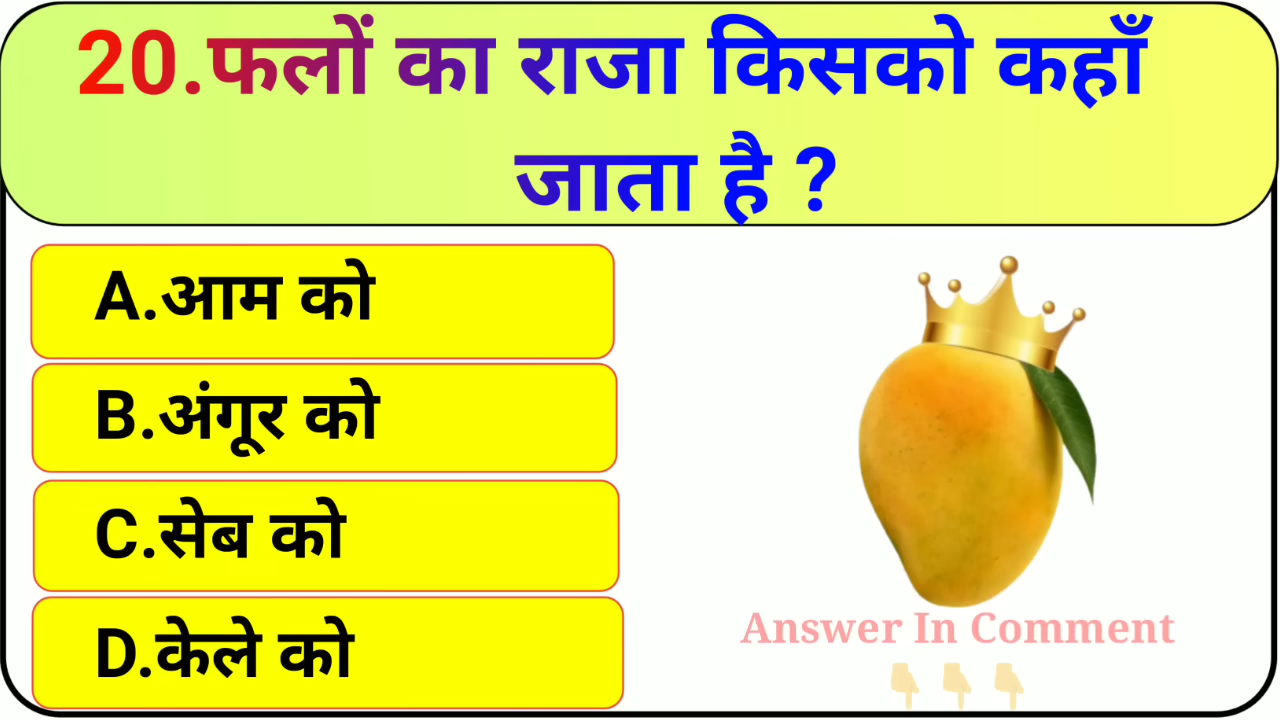 20.फलों का राजा किसको कहाँ
जाता है ?
A.आम को
B.अंगूर को
C.सेब को
D.केले को
Answer In Comment
👇👇👇